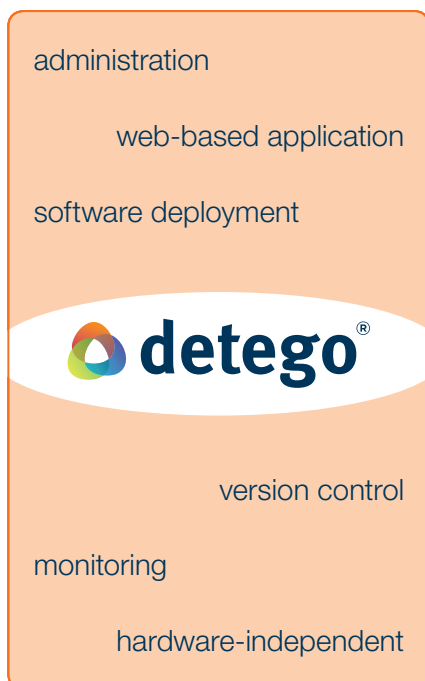 administration
web-based application
software deployment
detego®
version control
monitoring
hardware-independent